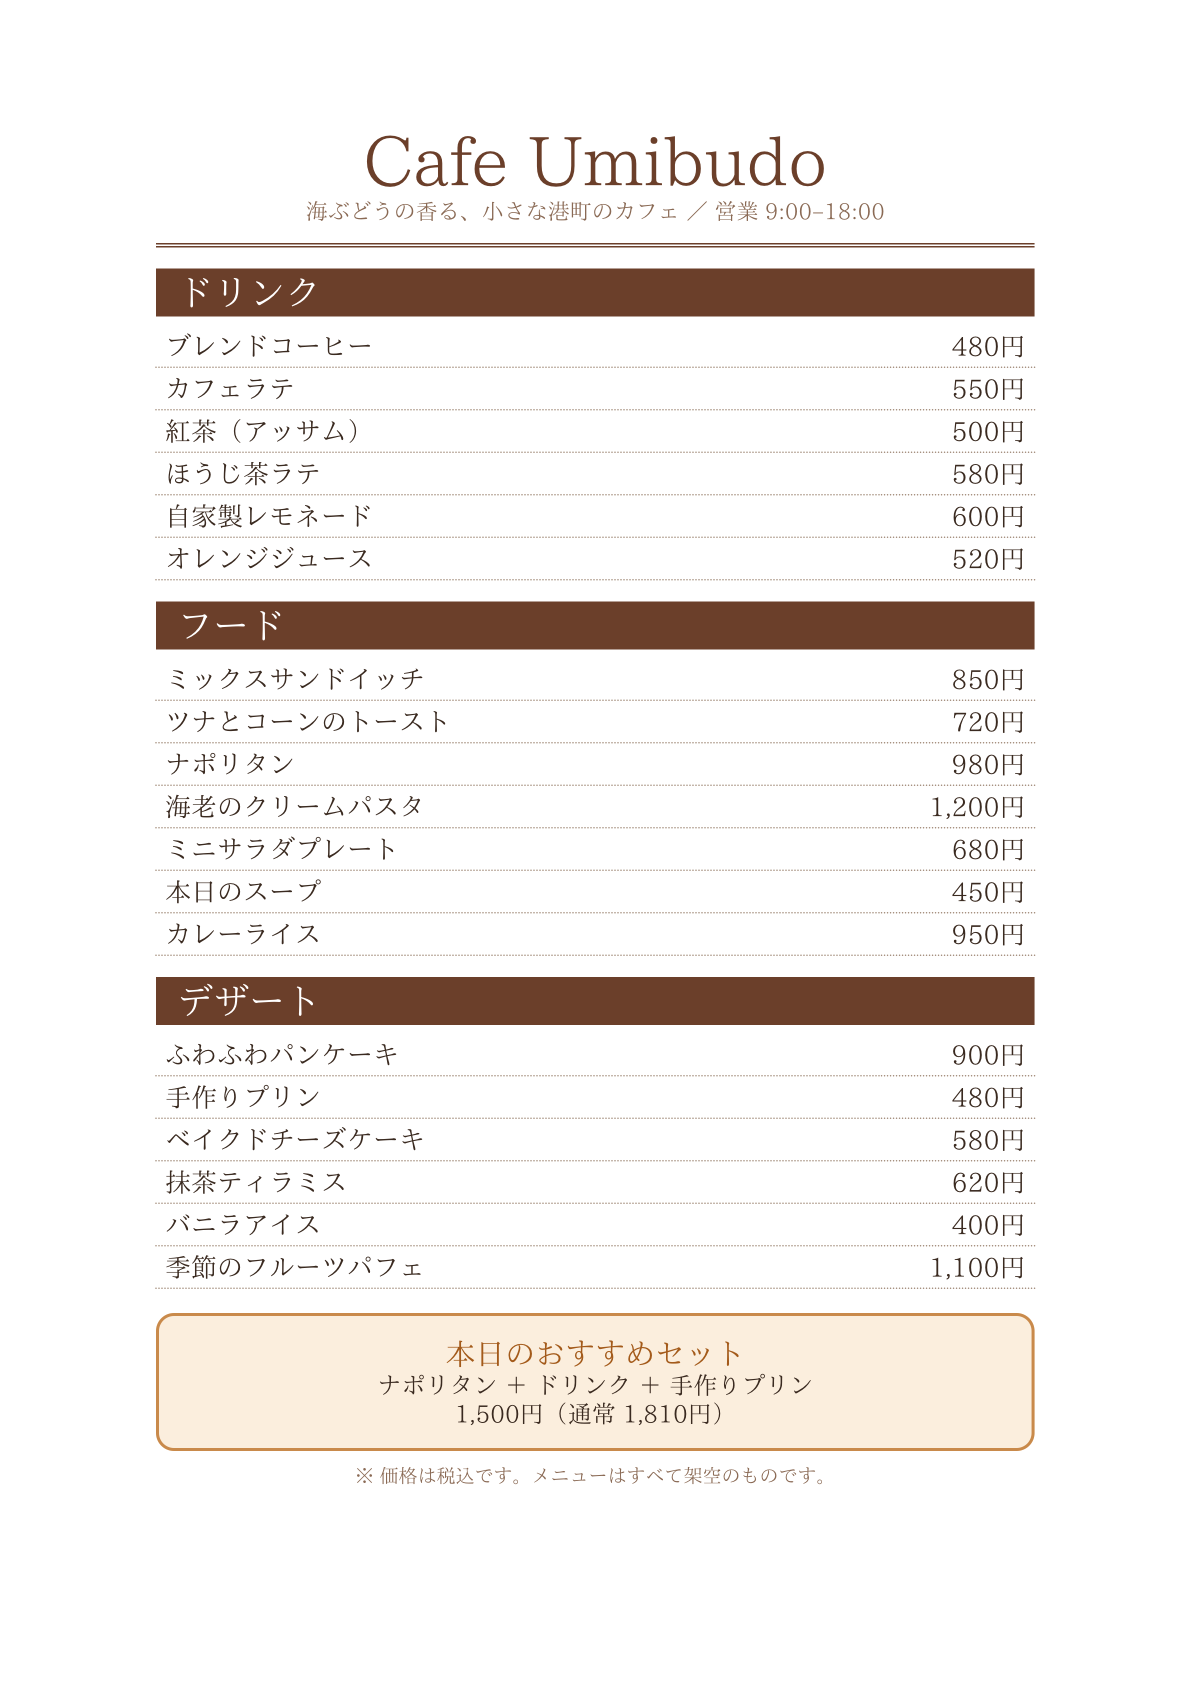 Cafe Umibudo
海ぶどうの香る、小さな港町のカフェ ／ 営業 9:00–18:00
ドリンク
ブレンドコーヒー 480円
カフェラテ 550円
紅茶（アッサム） 500円
ほうじ茶ラテ 580円
自家製レモネード 600円
オレンジジュース 520円
フード
ミックスサンドイッチ 850円
ツナとコーンのトースト 720円
ナポリタン 980円
海老のクリームパスタ 1,200円
ミニサラダプレート 680円
本日のスープ 450円
カレーライス 950円
デザート
ふわふわパンケーキ 900円
手作りプリン 480円
ベイクドチーズケーキ 580円
抹茶ティラミス 620円
バニラアイス 400円
季節のフルーツパフェ 1,100円
本日のおすすめセット
ナポリタン ＋ ドリンク ＋ 手作りプリン
1,500円（通常 1,810円）
※ 価格は税込です。メニューはすべて架空のものです。